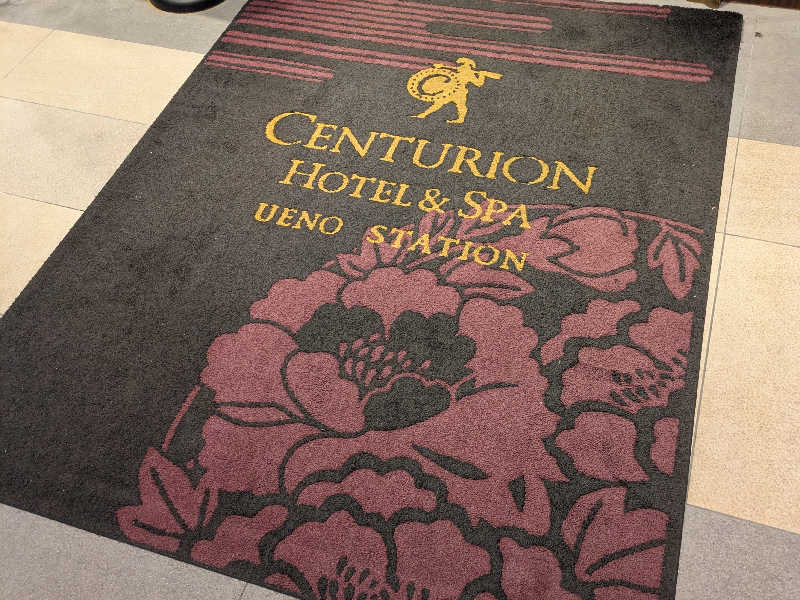 CENTURION
HOTEL & SPA
UENO STATION